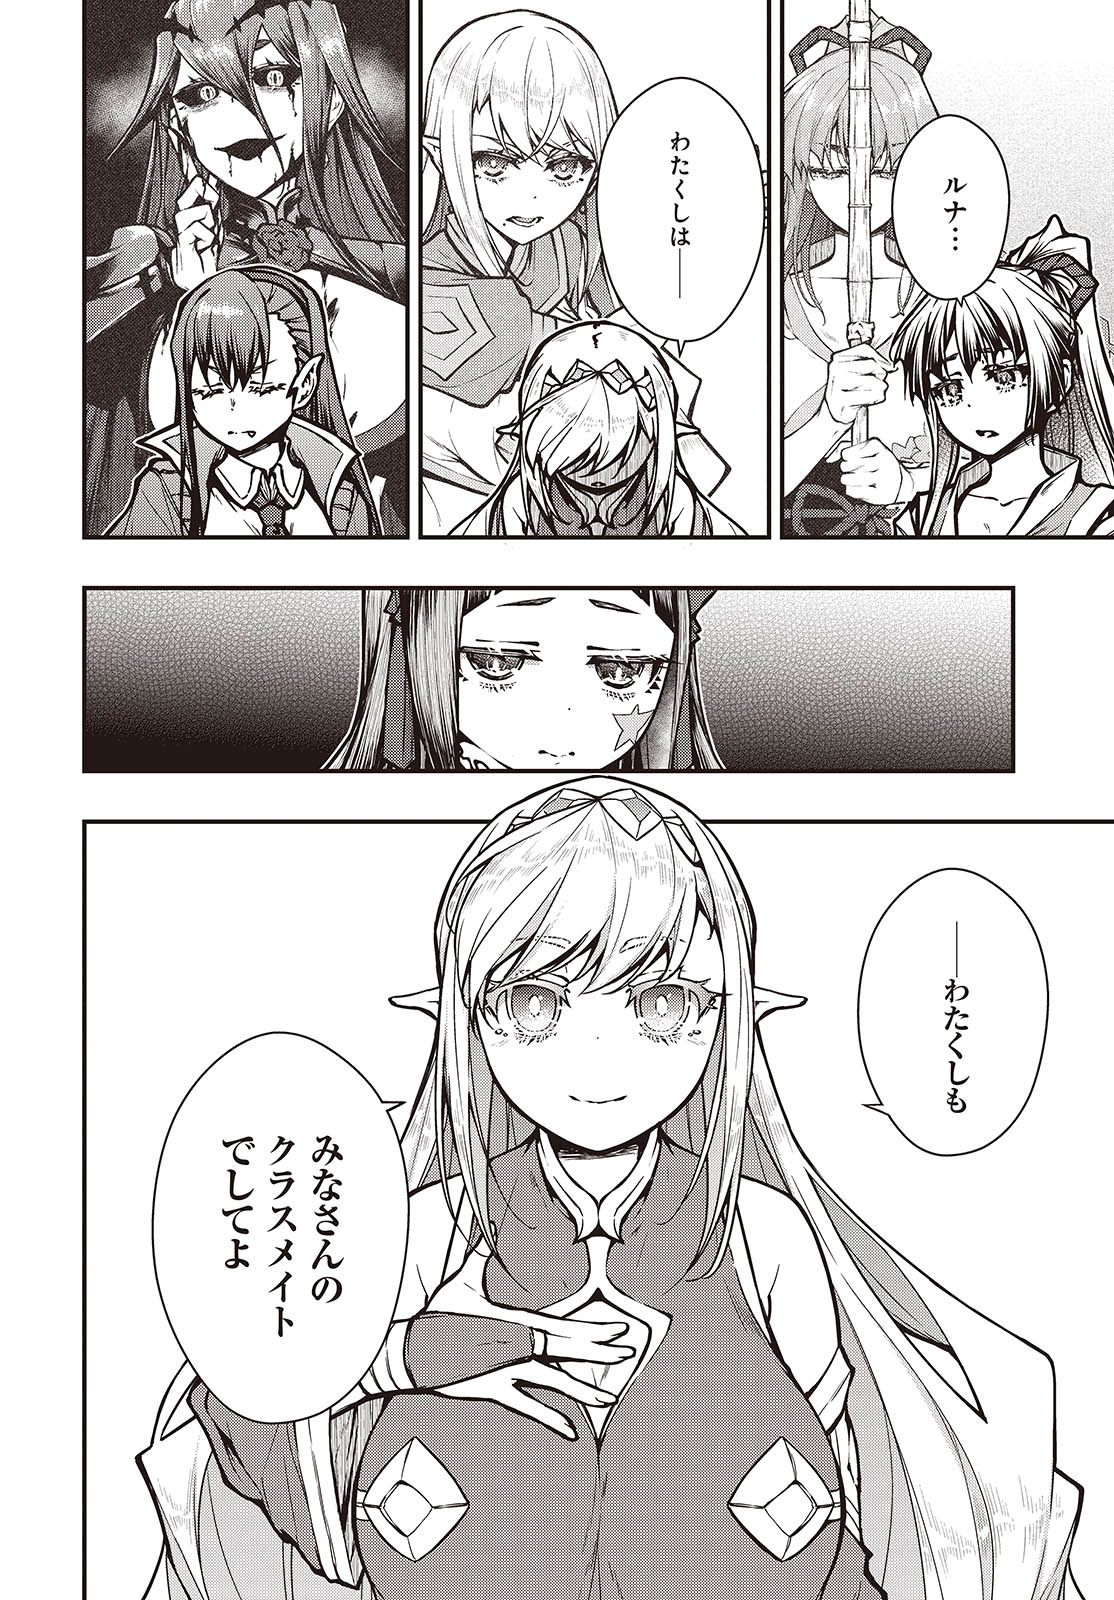 ルナ…
わたくしは――
――わたくしも
みなさんの
クラスメイト
でしてよ